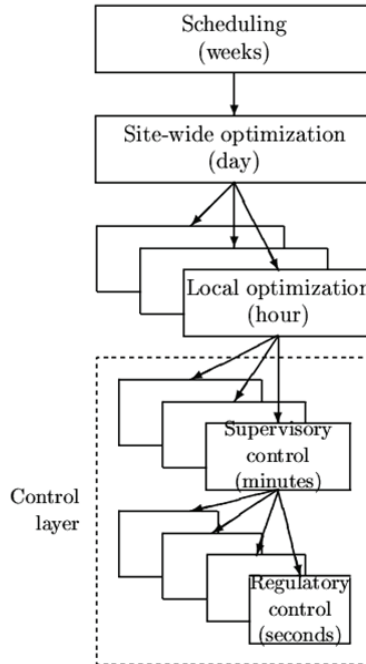 Scheduling
(weeks)
Site-wide optimization
(day)
Local optimization
(hour)
Supervisory
control
(minutes)
Control
layer
Regulatory
control
(seconds)